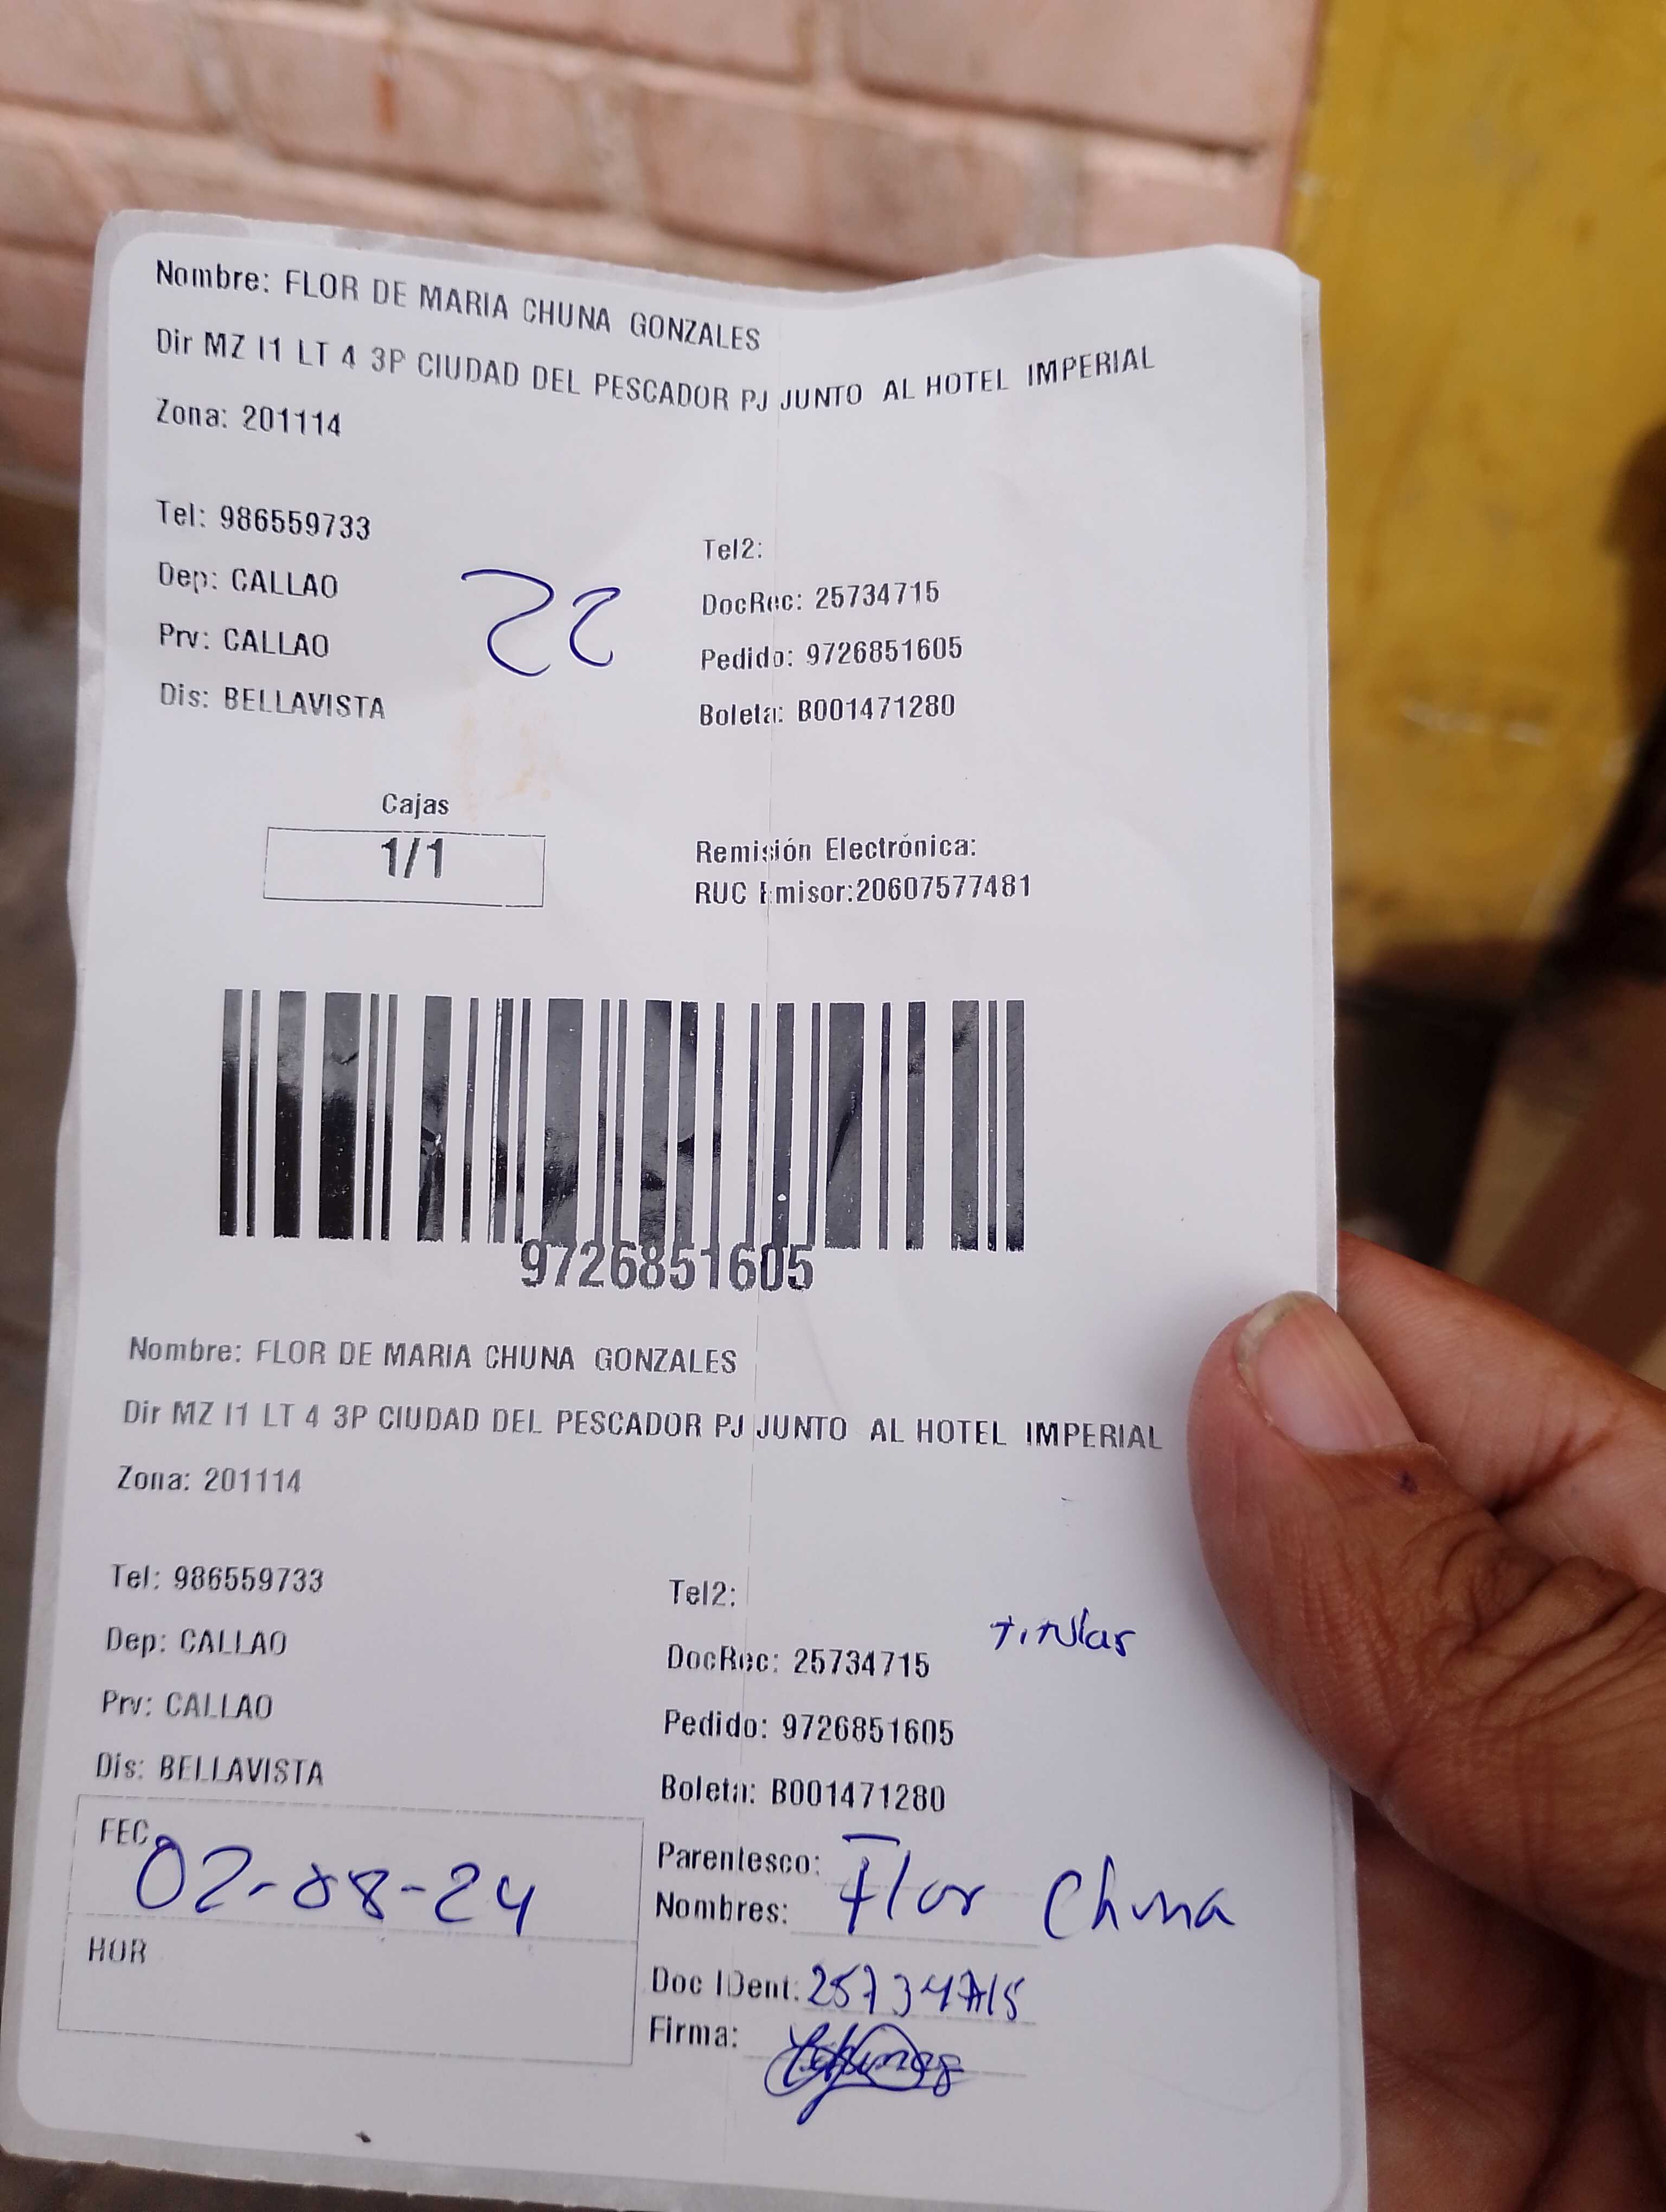 Nombre: FLOR DE MARIA CHUNA GONZALES
Dir MZ I1 LT 4 3P CIUDAD DEL PESCADOR PJ JUNTO AL HOTEL IMPERIAL
Zona: 201114
Tel: 986559733
Tel2:
Dep: CALLAO
DocRec: 25734715
Prv: CALLAO
Pedido: 9726851605
Dis: BELLAVISTA
Boleta: B001471280
22
Cajas
1/1
Remisión Electrónica:
RUC Emisor:20607577481
9726851605
Nombre: FLOR DE MARIA CHUNA GONZALES
Dir MZ I1 LT 4 3P CIUDAD DEL PESCADOR PJ JUNTO AL HOTEL IMPERIAL
Zona: 201114
Tel: 986559733
Tel2:
titular
Dep: CALLAO
DocRec: 25734715
Prv: CALLAO
Pedido: 9726851605
Dis: BELLAVISTA
Boleta: B001471280
FEC 02-08-24
HOR
Parentesco:
Nombres: Flor Chuna
Doc IDent: 25734715
Firma: